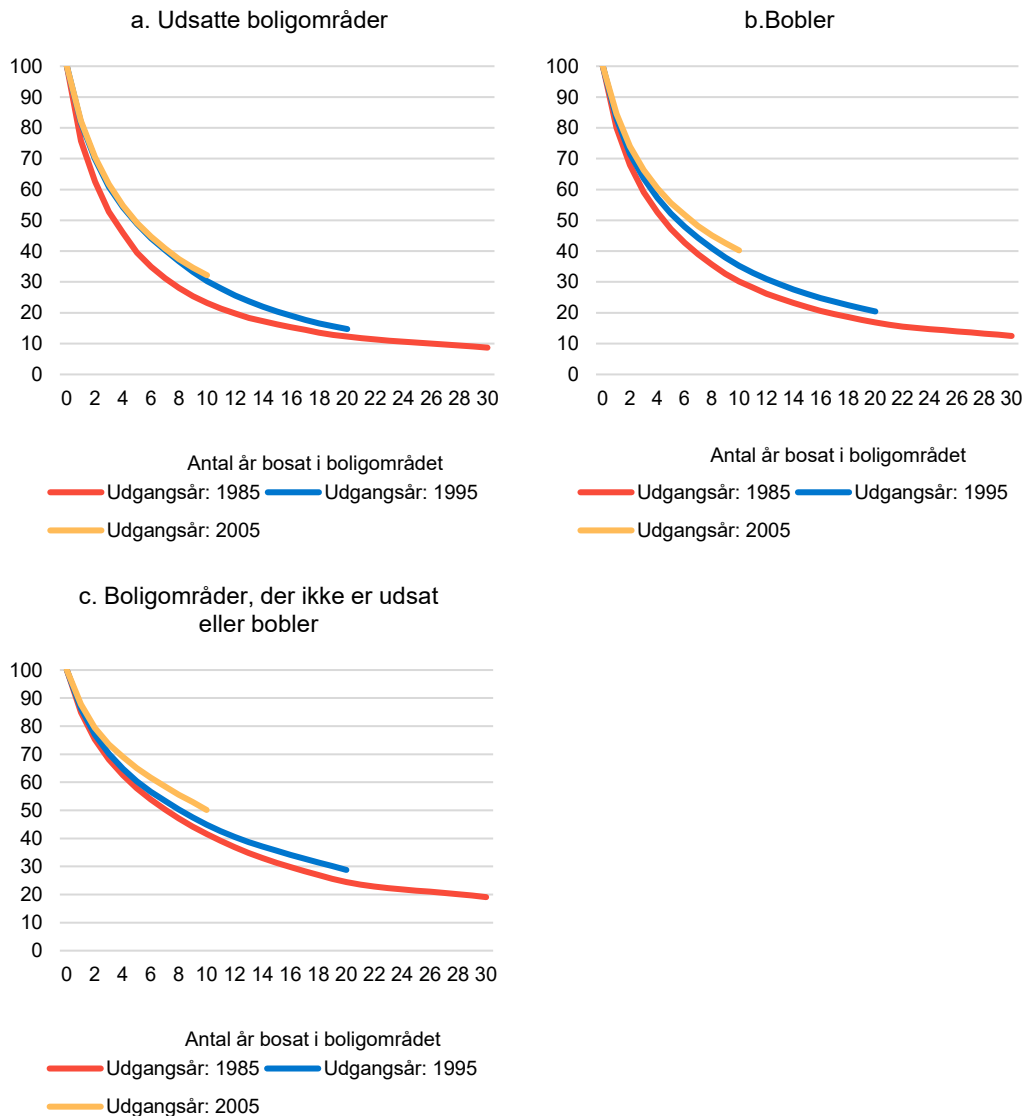 a. Udsatte boligområder
100
90
80
70
60
50
40
30
20
10
0
0 2 4 6 8 10 12 14 16 18 20 22 24 26 28 30
Antal år bosat i boligområdet
Udgangsår: 1985 Udgangsår: 1995
Udgangsår: 2005
b.Bobler
100
90
80
70
60
50
40
30
20
10
0
0 2 4 6 8 10 12 14 16 18 20 22 24 26 28 30
Antal år bosat i boligområdet
Udgangsår: 1985 Udgangsår: 1995
Udgangsår: 2005
c. Boligområder, der ikke er udsat
eller bobler
100
90
80
70
60
50
40
30
20
10
0
0 2 4 6 8 10 12 14 16 18 20 22 24 26 28 30
Antal år bosat i boligområdet
Udgangsår: 1985 Udgangsår: 1995
Udgangsår: 2005